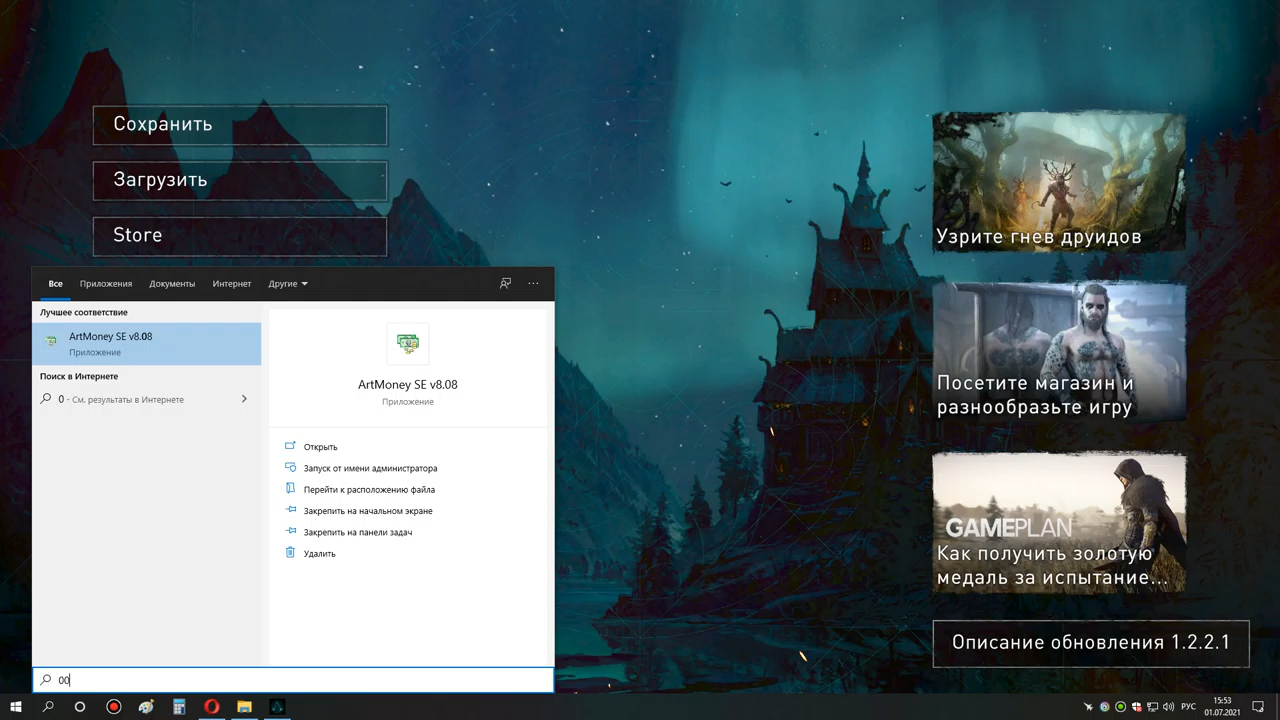 Сохранить
Загрузить
Store
Все
Приложения
Документы
Интернет
Другие
Лучшее соответствие
ArtMoney SE v8.08
Приложение
Поиск в Интернете
0 - См. результаты в Интернете
ArtMoney SE v8.08
Приложение
Открыть
Запуск от имени администратора
Перейти к расположению файла
Закрепить на начальном экране
Закрепить на панели задач
Удалить
00
Узрите гнев друидов
Посетите магазин и
разнообразьте игру
GAMEPLAN
Как получить золотую
медаль за испытание...
Описание обновления 1.2.2.1
РУС
15:53
01.07.2021